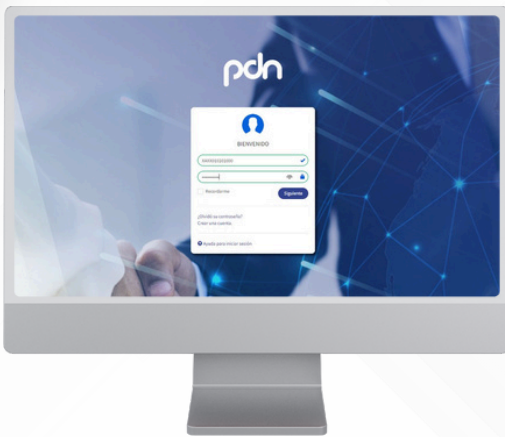 pdn
BIENVENIDO
Recordarme
Siguiente
¿Olvidó su contraseña?
Crear una cuenta
Ayuda para iniciar sesión